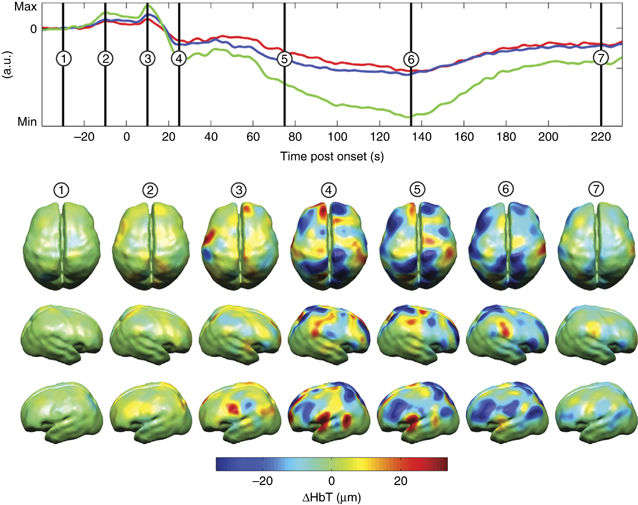 Max
0
(a.u.)
Min
1 2 3 4 5 6 7
−20 0 20 40 60 80 100 120 140 160 180 200 220
Time post onset (s)
1 2 3 4 5 6 7
−20 0 20
ΔHbT (μm)